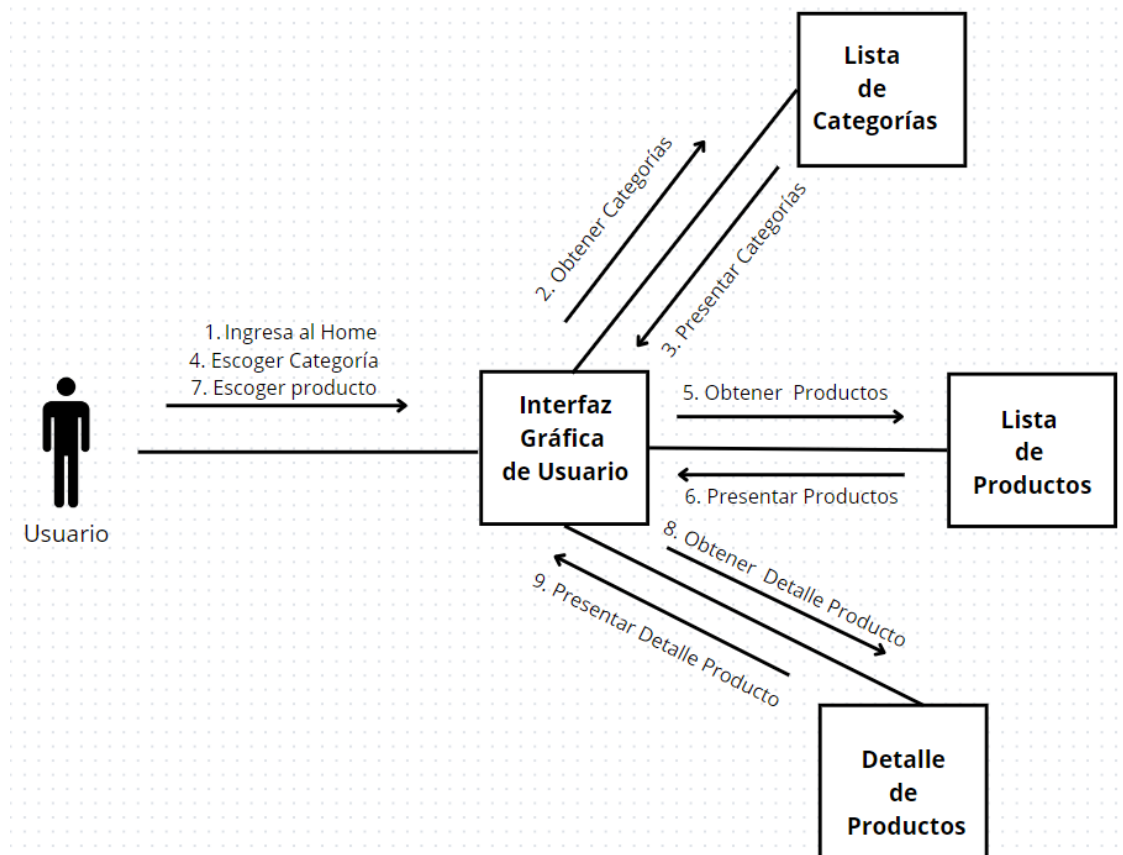 Lista
de
Categorías
2. Obtener Categorías
3. Presentar Categorías
1. Ingresa al Home
4. Escoger Categoría
7. Escoger producto
Usuario
Interfaz
Gráfica
de Usuario
5. Obtener Productos
6. Presentar Productos
Lista
de
Productos
8. Obtener Detalle Producto
9. Presentar Detalle Producto
Detalle
de
Productos